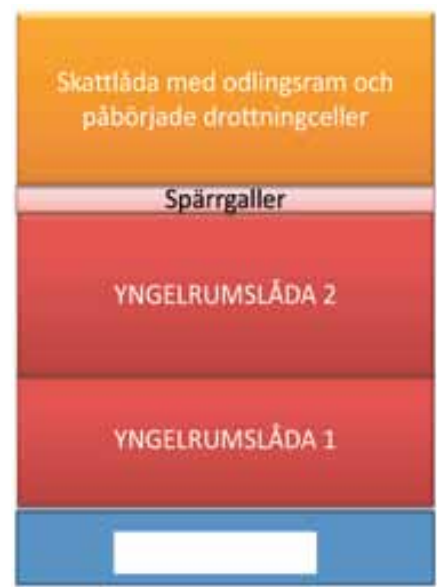 Skattlåda med odlingsram och
påbörjade drottningceller
Spärrgaller
YNGELRUMSLÅDA 2
YNGELRUMSLÅDA 1